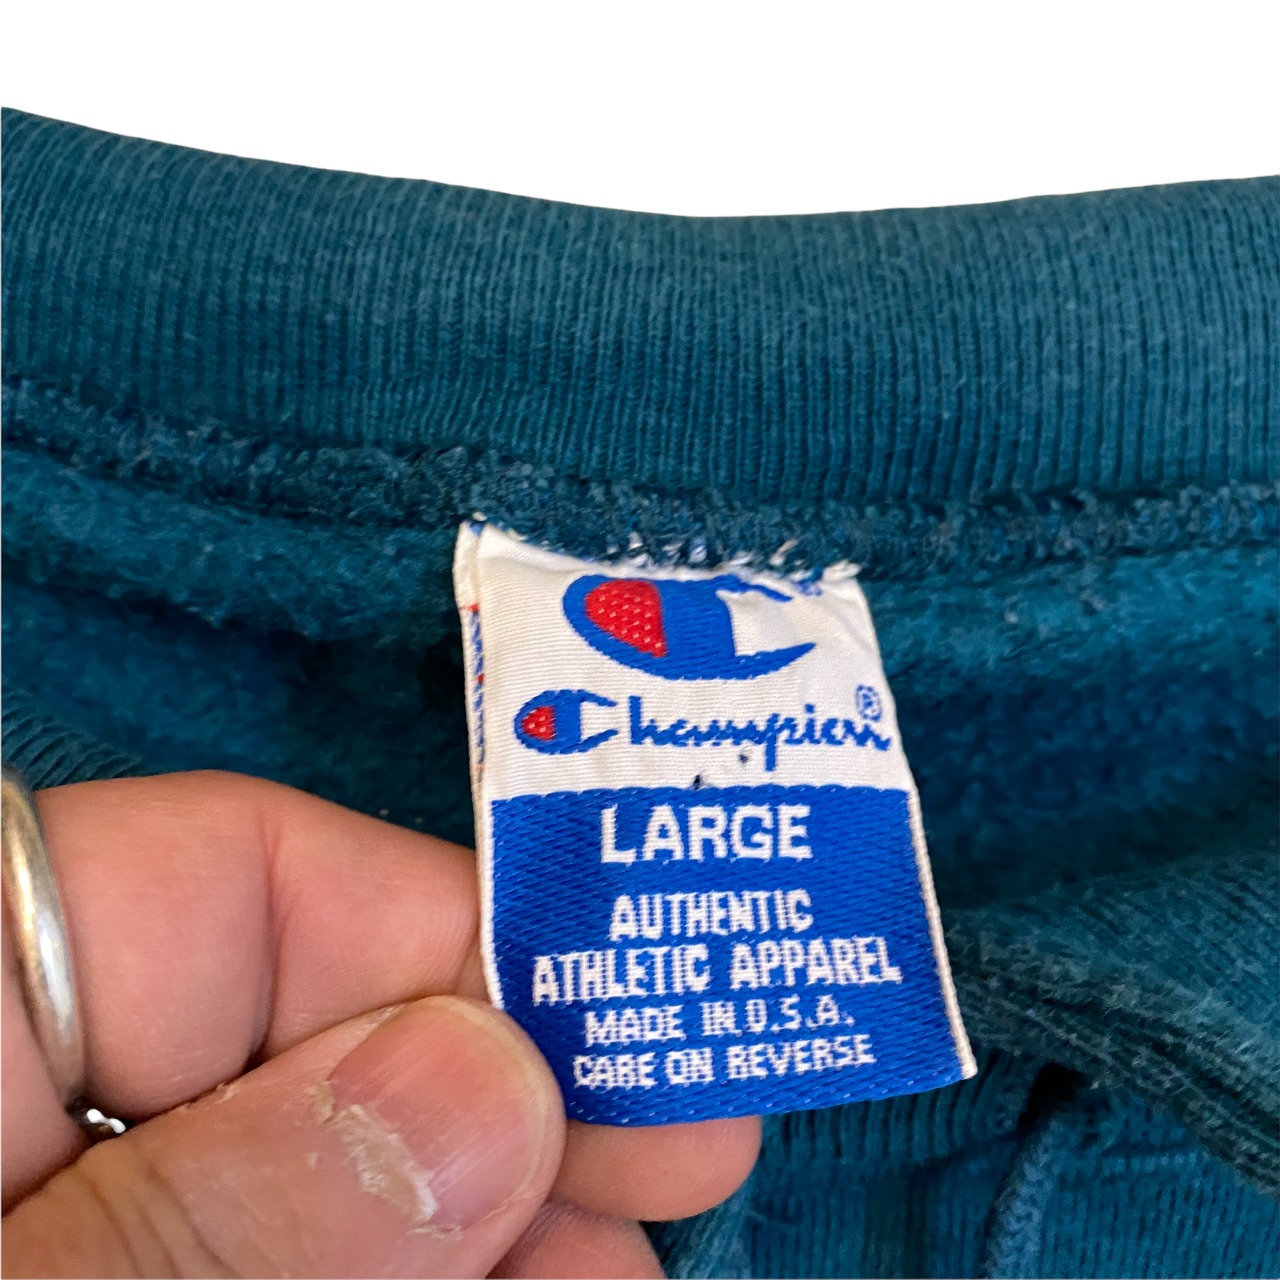 Champion®
LARGE
AUTHENTIC
ATHLETIC APPAREL
MADE IN U.S.A.
CARE ON REVERSE